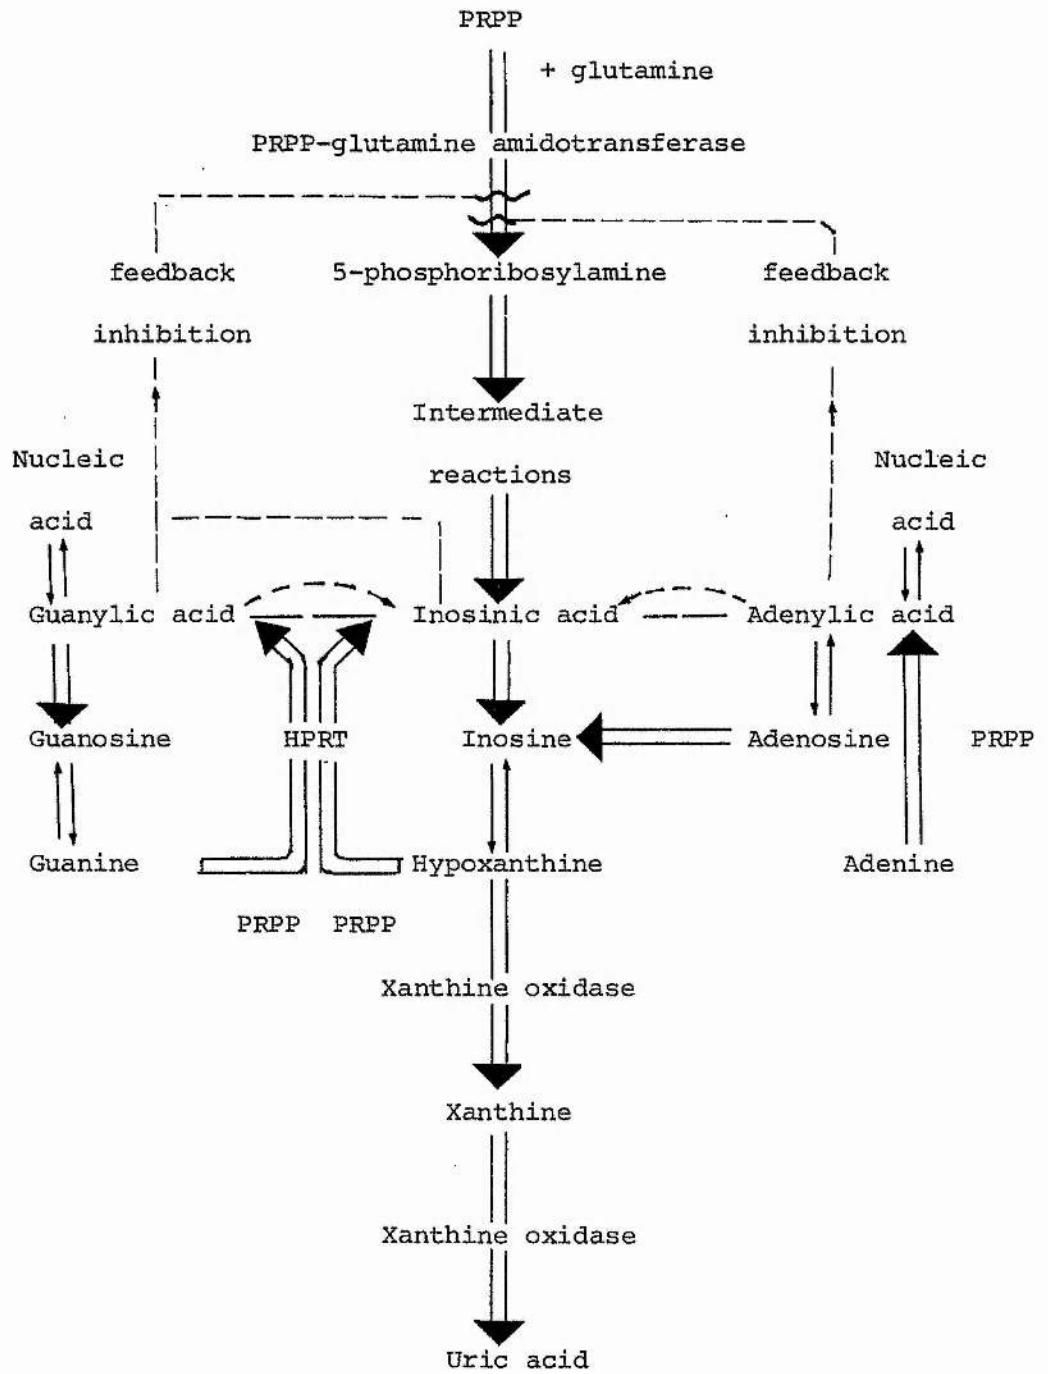 PRPP
+ glutamine
PRPP-glutamine amidotransferase
feedback 5-phosphoribosylamine feedback
inhibition inhibition
Intermediate
Nucleic Nucleic
reactions
acid acid
Guanylic acid Inosinic acid Adenylic acid
Guanosine HPRT Inosine Adenosine PRPP
Guanine Hypoxanthine Adenine
PRPP PRPP
Xanthine oxidase
Xanthine
Xanthine oxidase
Uric acid